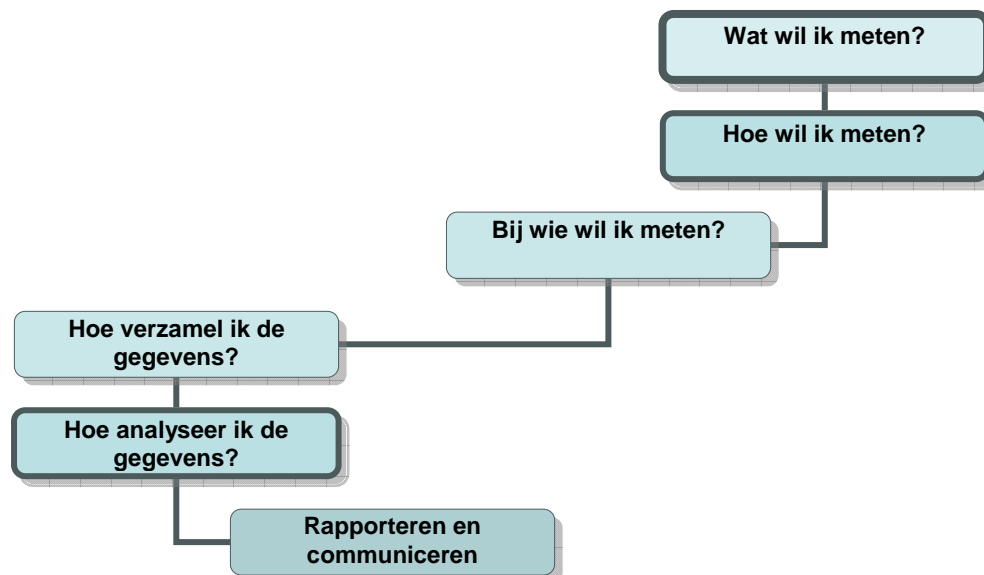 Wat wil ik meten?
Hoe wil ik meten?
Bij wie wil ik meten?
Hoe verzamel ik de
gegevens?
Hoe analyseer ik de
gegevens?
Rapporteren en
communiceren